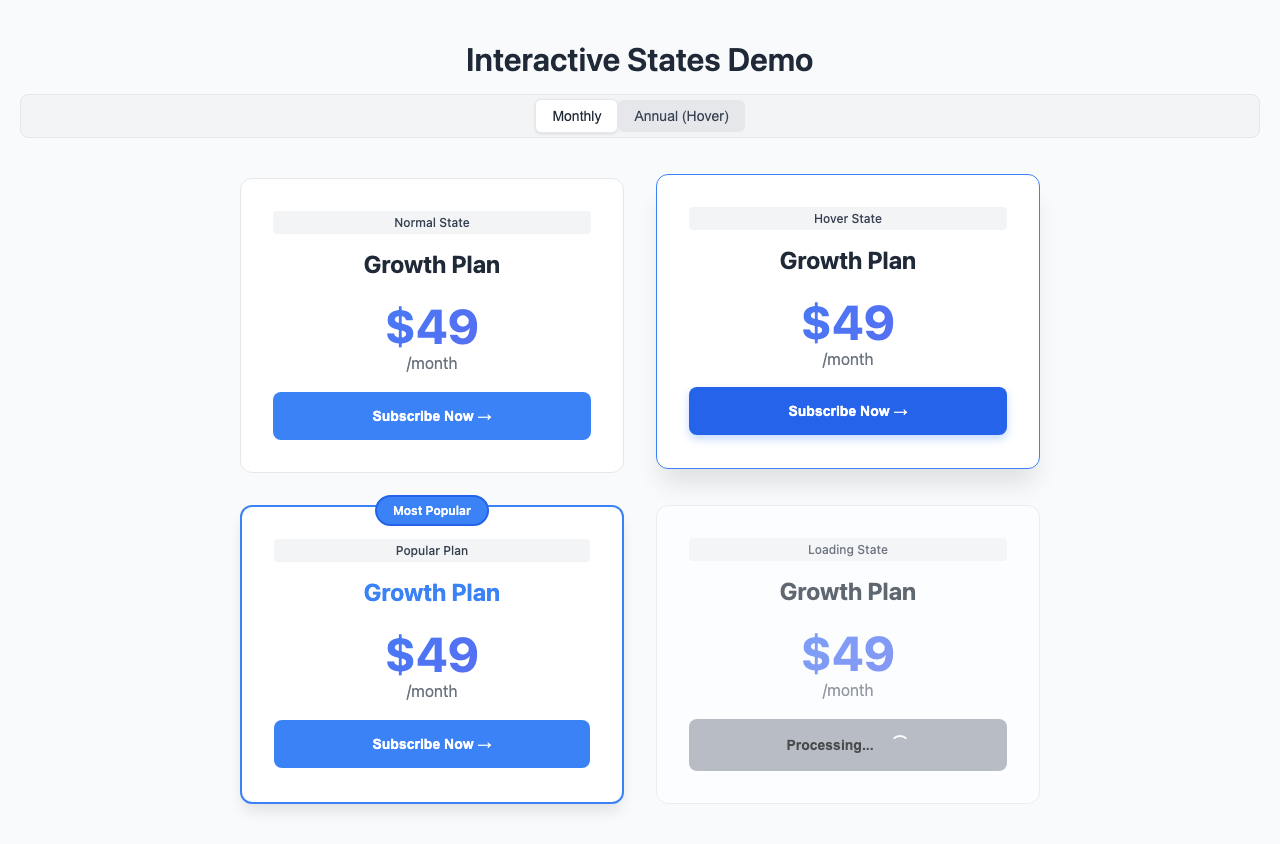 Interactive States Demo
Monthly
Annual (Hover)
Normal State
Growth Plan
$49
/month
Subscribe Now →
Hover State
Growth Plan
$49
/month
Subscribe Now →
Most Popular
Popular Plan
Growth Plan
$49
/month
Subscribe Now →
Loading State
Growth Plan
$49
/month
Processing...